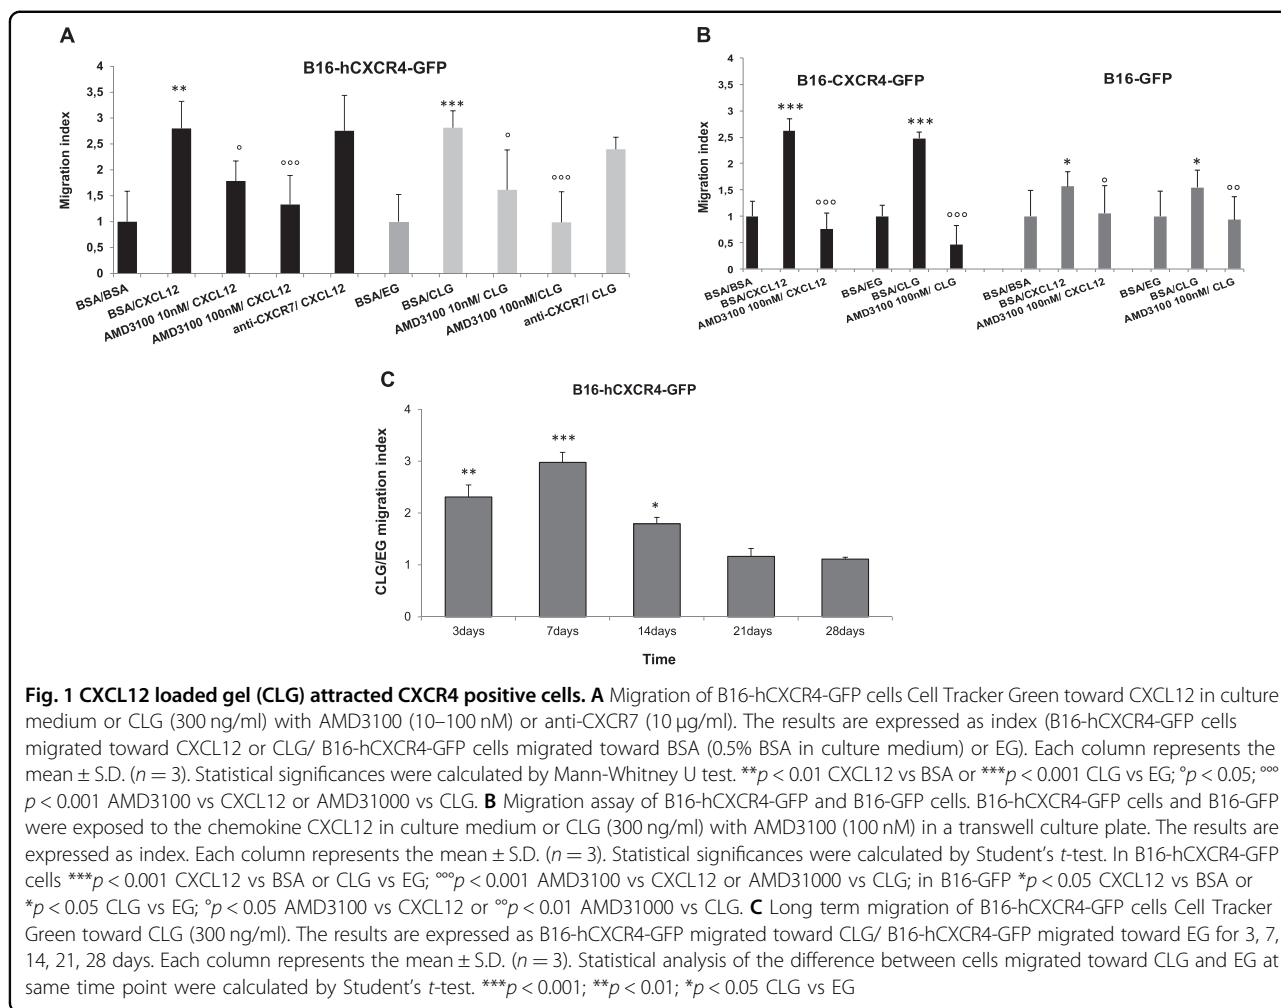 A
B16-hCXCR4-GFP
Migration index
4
3,5
3
2,5
2
1,5
1
0,5
0
**
°
°°°
***
°
°°°
BSA/BSA
BSA/CXCL12
AMD3100 10nM/ CXCL12
AMD3100 100nM/ CXCL12
anti-CXCR7/ CXCL12
BSA/EG
BSA/CLG
AMD3100 10nM/ CLG
AMD3100 100nM/CLG
anti-CXCR7/ CLG
B
B16-CXCR4-GFP
B16-GFP
Migration index
4
3,5
3
2,5
2
1,5
1
0,5
0
***
°°°
***
°°°
*
°
*
°°
BSA/BSA
BSA/CXCL12
AMD3100 100nM/ CXCL12
BSA/EG
BSA/CLG
AMD3100 100nM/ CLG
BSA/BSA
BSA/CXCL12
AMD3100 100nM/ CXCL12
BSA/EG
BSA/CLG
AMD3100 100nM/ CLG
C
B16-hCXCR4-GFP
CLG/EG migration index
4
3
2
1
0
**
***
*
3days
7days
14days
21days
28days
Time
Fig. 1 CXCL12 loaded gel (CLG) attracted CXCR4 positive cells. A Migration of B16-hCXCR4-GFP cells Cell Tracker Green toward CXCL12 in culture
medium or CLG (300 ng/ml) with AMD3100 (10–100 nM) or anti-CXCR7 (10 µg/ml). The results are expressed as index (B16-hCXCR4-GFP cells
migrated toward CXCL12 or CLG/ B16-hCXCR4-GFP cells migrated toward BSA (0.5% BSA in culture medium) or EG). Each column represents the
mean ± S.D. (n = 3). Statistical significances were calculated by Mann-Whitney U test. **p < 0.01 CXCL12 vs BSA or ***p < 0.001 CLG vs EG; °p < 0.05; °°°
p < 0.001 AMD3100 vs CXCL12 or AMD31000 vs CLG. B Migration assay of B16-hCXCR4-GFP and B16-GFP cells. B16-hCXCR4-GFP cells and B16-GFP
were exposed to the chemokine CXCL12 in culture medium or CLG (300 ng/ml) with AMD3100 (100 nM) in a transwell culture plate. The results are
expressed as index. Each column represents the mean ± S.D. (n = 3). Statistical significances were calculated by Student's t-test. In B16-hCXCR4-GFP
cells ***p < 0.001 CXCL12 vs BSA or CLG vs EG; °°°p < 0.001 AMD3100 vs CXCL12 or AMD31000 vs CLG; in B16-GFP *p < 0.05 CXCL12 vs BSA or
*p < 0.05 CLG vs EG; °p < 0.05 AMD3100 vs CXCL12 or °°p < 0.01 AMD31000 vs CLG. C Long term migration of B16-hCXCR4-GFP cells Cell Tracker
Green toward CLG (300 ng/ml). The results are expressed as B16-hCXCR4-GFP migrated toward CLG/ B16-hCXCR4-GFP migrated toward EG for 3, 7,
14, 21, 28 days. Each column represents the mean ± S.D. (n = 3). Statistical analysis of the difference between cells migrated toward CLG and EG at
same time point were calculated by Student's t-test. ***p < 0.001; **p < 0.01; *p < 0.05 CLG vs EG